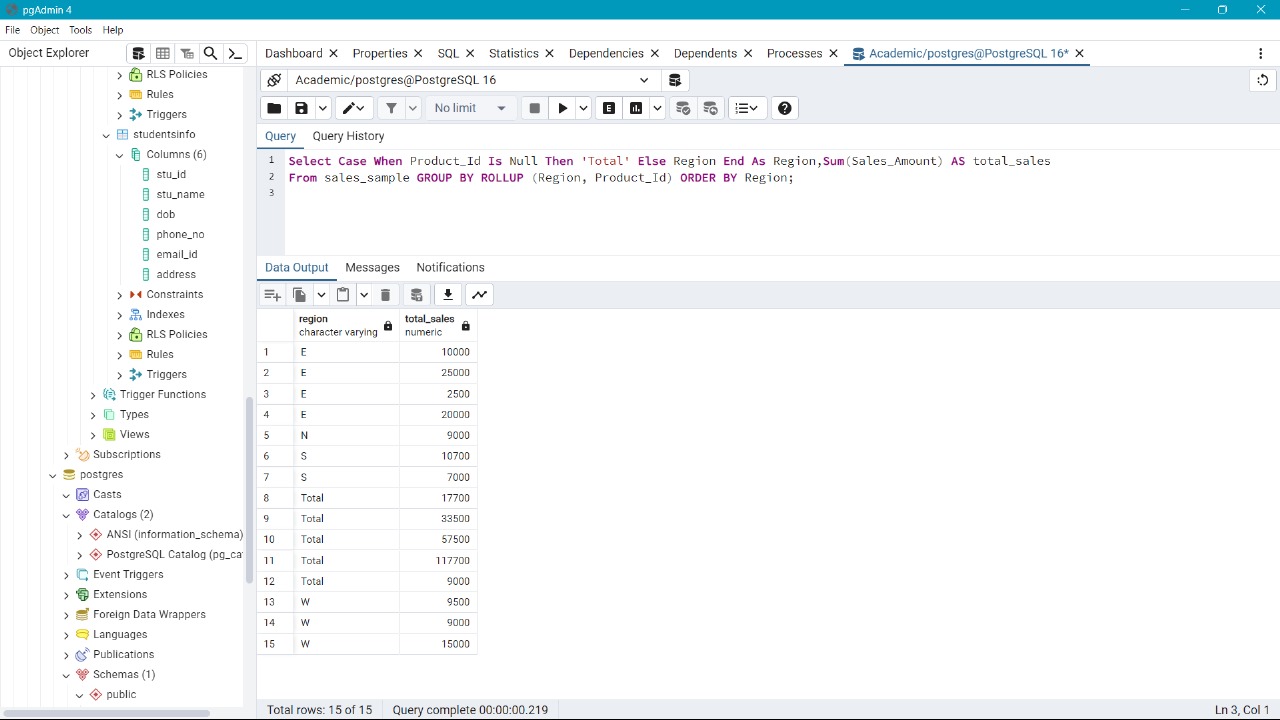 pgAdmin 4
File Object Tools Help
Object Explorer
Dashboard Properties SQL Statistics Dependencies Dependents Processes Academic/postgres@PostgreSQL 16*
Academic/postgres@PostgreSQL 16
No limit
E
Query Query History
1 Select Case When Product_Id Is Null Then 'Total' Else Region End As Region,Sum(Sales_Amount) AS total_sales
2 From sales_sample GROUP BY ROLLUP (Region, Product_Id) ORDER BY Region;
3
Data Output Messages Notifications
region total_sales
character varying numeric
1 E 10000
2 E 25000
3 E 2500
4 E 20000
5 N 9000
6 S 10700
7 S 7000
8 Total 17700
9 Total 33500
10 Total 57500
11 Total 117700
12 Total 9000
13 W 9500
14 W 9000
15 W 15000
RLS Policies
Rules
Triggers
studentsinfo
Columns (6)
stu_id
stu_name
dob
phone_no
email_id
address
Constraints
Indexes
RLS Policies
Rules
Triggers
Trigger Functions
Types
Views
Subscriptions
postgres
Casts
Catalogs (2)
ANSI (information_schema)
PostgreSQL Catalog (pg_ca
Event Triggers
Extensions
Foreign Data Wrappers
Languages
Publications
Schemas (1)
public
Total rows: 15 of 15 Query complete 00:00:00.219 Ln 3, Col 1